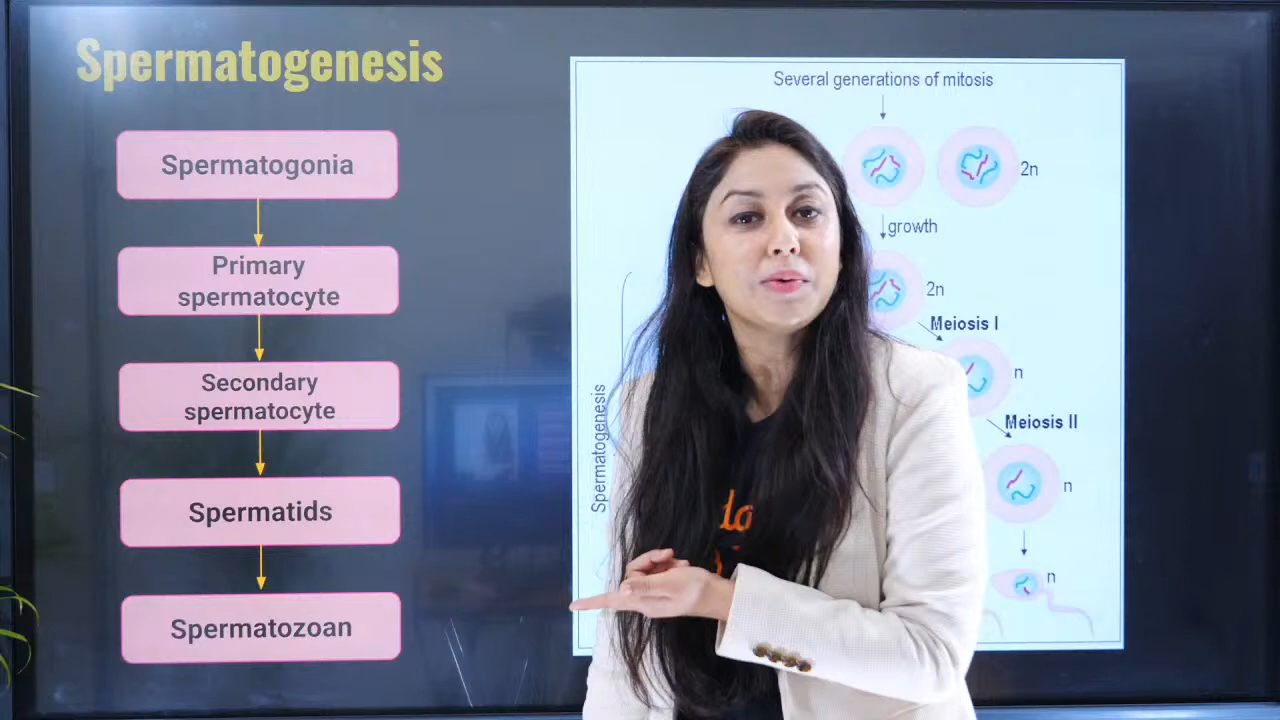 Spermatogenesis
Spermatogonia
Primary
spermatocyte
Secondary
spermatocyte
Spermatids
Spermatozoan
Several generations of mitosis
2n
growth
2n
Meiosis I
n
Meiosis II
n
n
Spermatogenesis